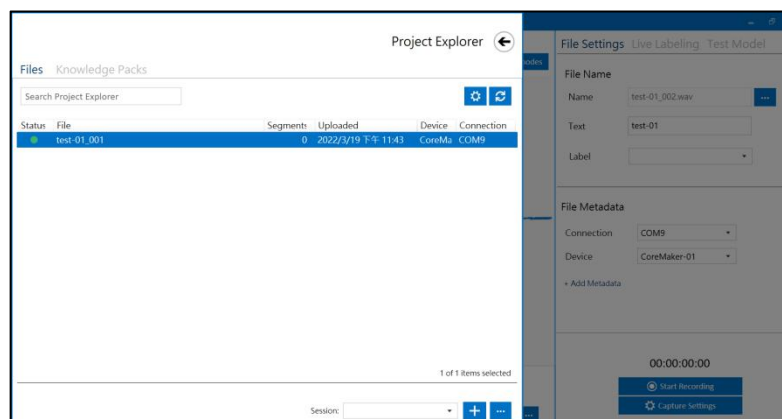 Project Explorer
Files Knowledge Packs
Search Project Explorer
Status File Segments Uploaded Device Connection
test-01_001 0 2022/3/19 下午 11:43 CoreMa COM9
1 of 1 items selected
Session:
File Settings Live Labeling Test Model
File Name
Name test-01_002.wav
Text test-01
Label
File Metadata
Connection COM9
Device CoreMaker-01
+ Add Metadata
00:00:00:00
Start Recording
Capture Settings